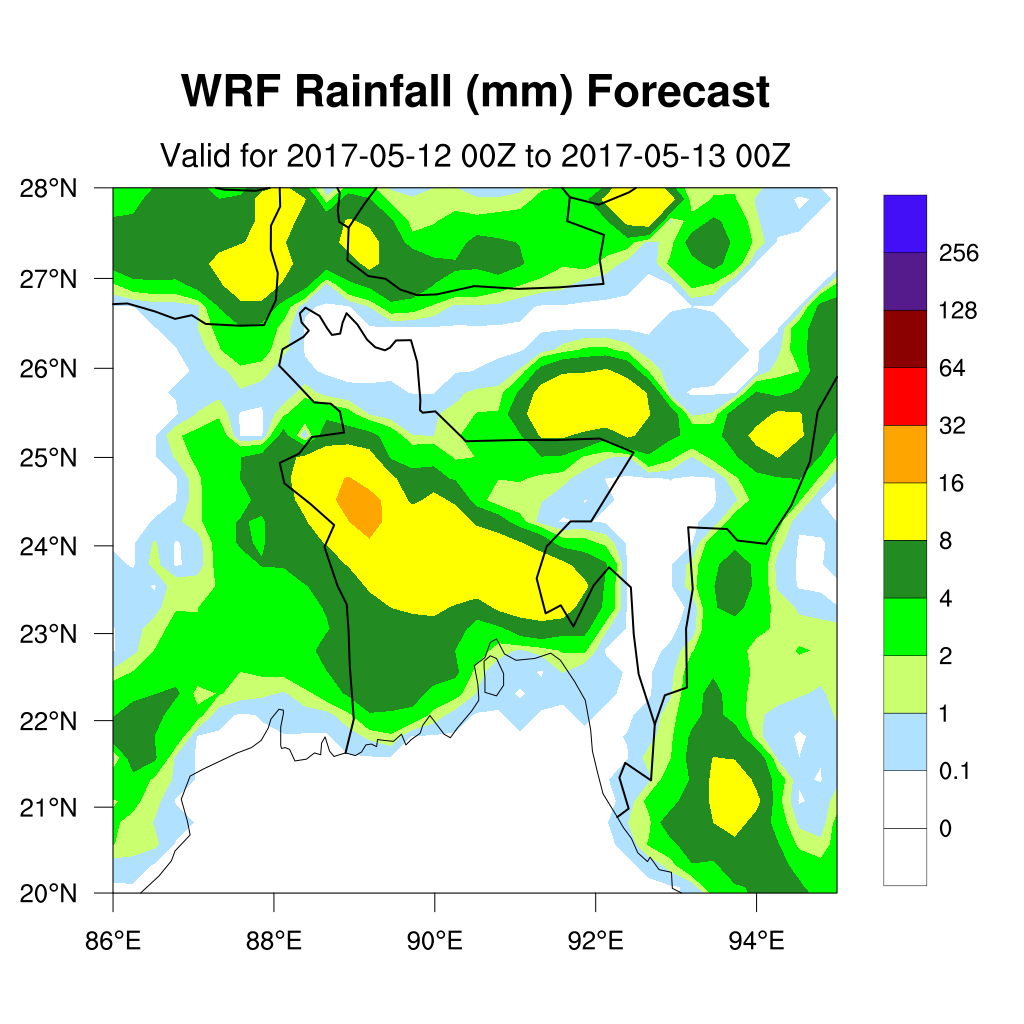 WRF Rainfall (mm) Forecast
Valid for 2017-05-12 00Z to 2017-05-13 00Z
28°N
27°N
26°N
25°N
24°N
23°N
22°N
21°N
20°N
86°E 88°E 90°E 92°E 94°E
256
128
64
32
16
8
4
2
1
0.1
0